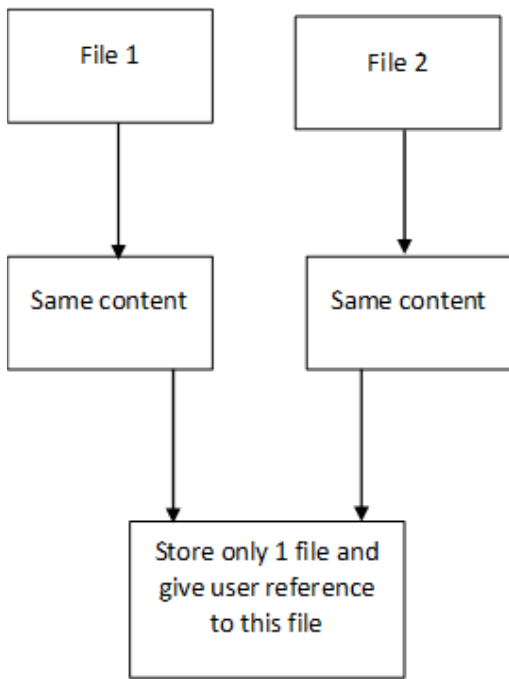 File 1
File 2
Same content
Same content
Store only 1 file and
give user reference
to this file